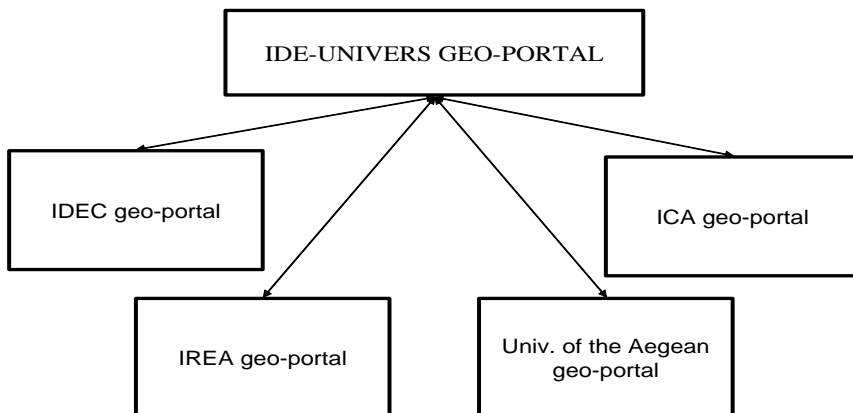 IDE-UNIVERS GEO-PORTAL
IDEC geo-portal
ICA geo-portal
IREA geo-portal
Univ. of the Aegean
geo-portal